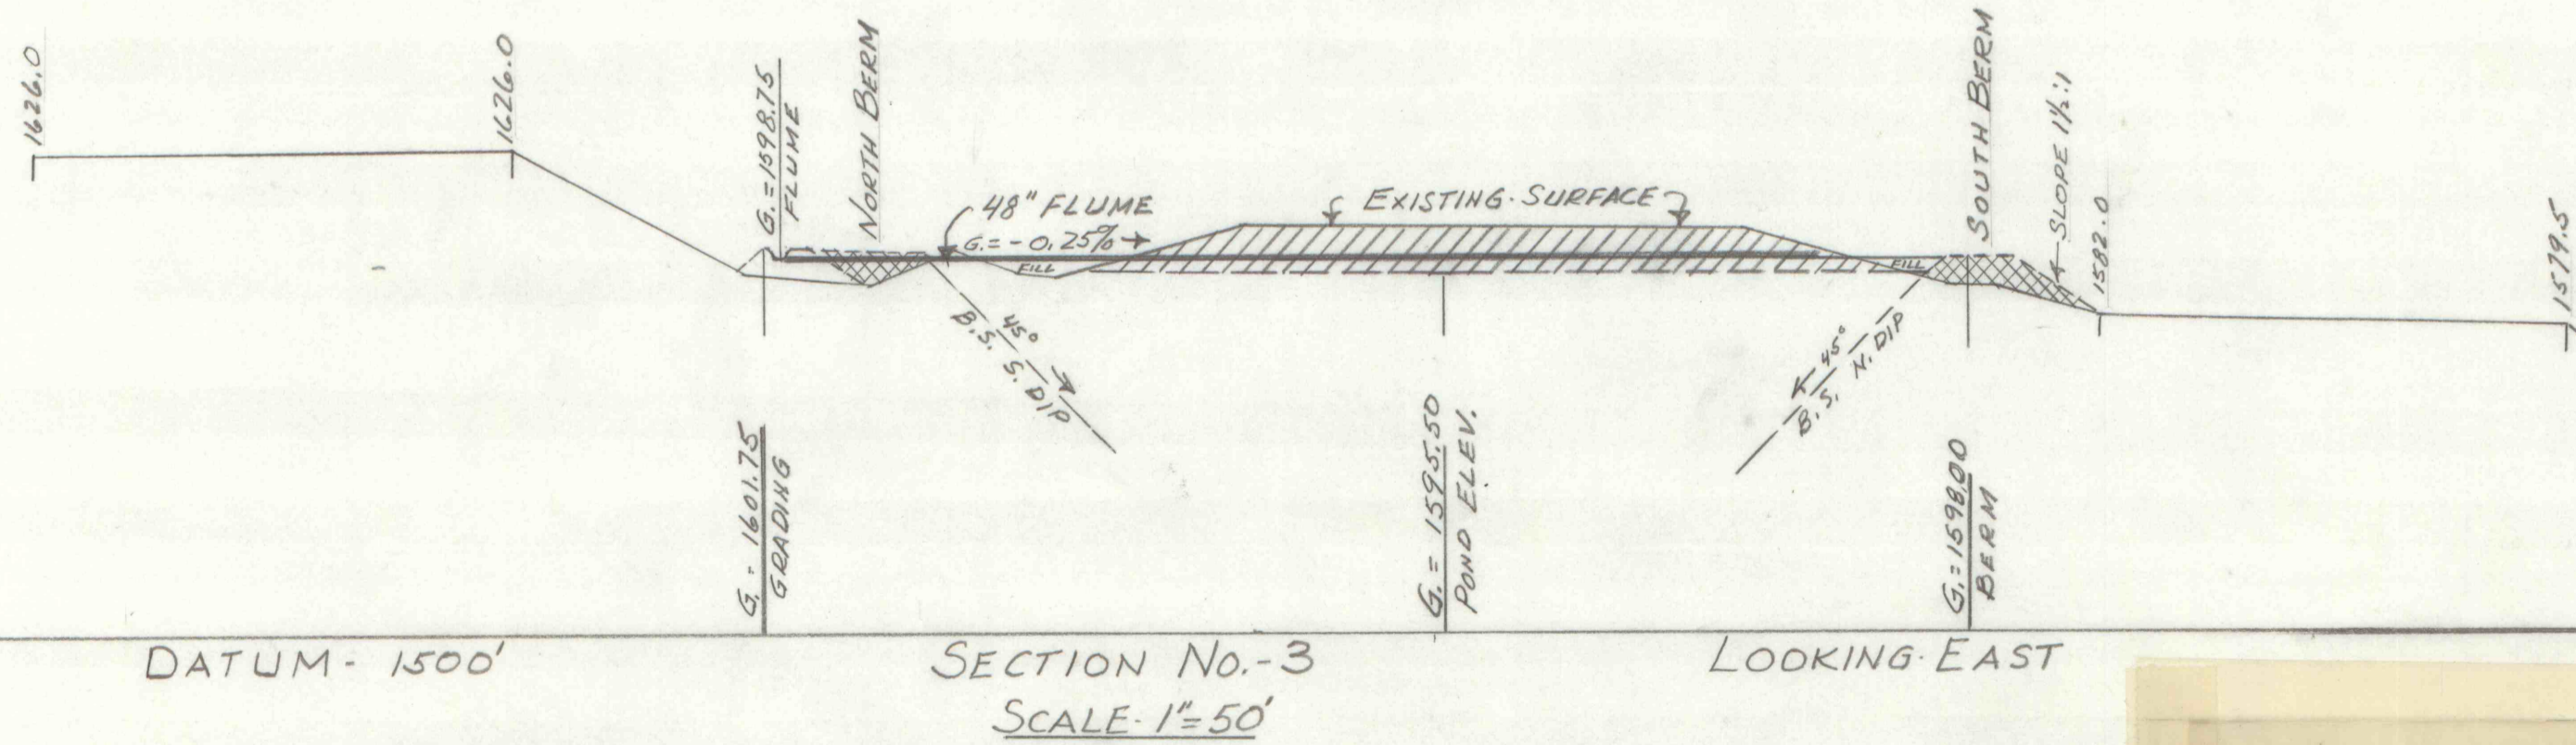 1626.0
1626.0
G.=1598.75
FLUME
NORTH BERM
48" FLUME
G.=-0.25%
EXISTING SURFACE
SOUTH BERM
SLOPE 1½:1
1582.0
1579.5
FILL
FILL
45°
B.S. S. DIP
45°
B.S. N. DIP
G. = 1601.75
GRADING
G. = 1595.50
POND ELEV.
G. = 1598.00
BERM
DATUM - 1500'
SECTION No.-3
LOOKING EAST
SCALE - 1"=50'